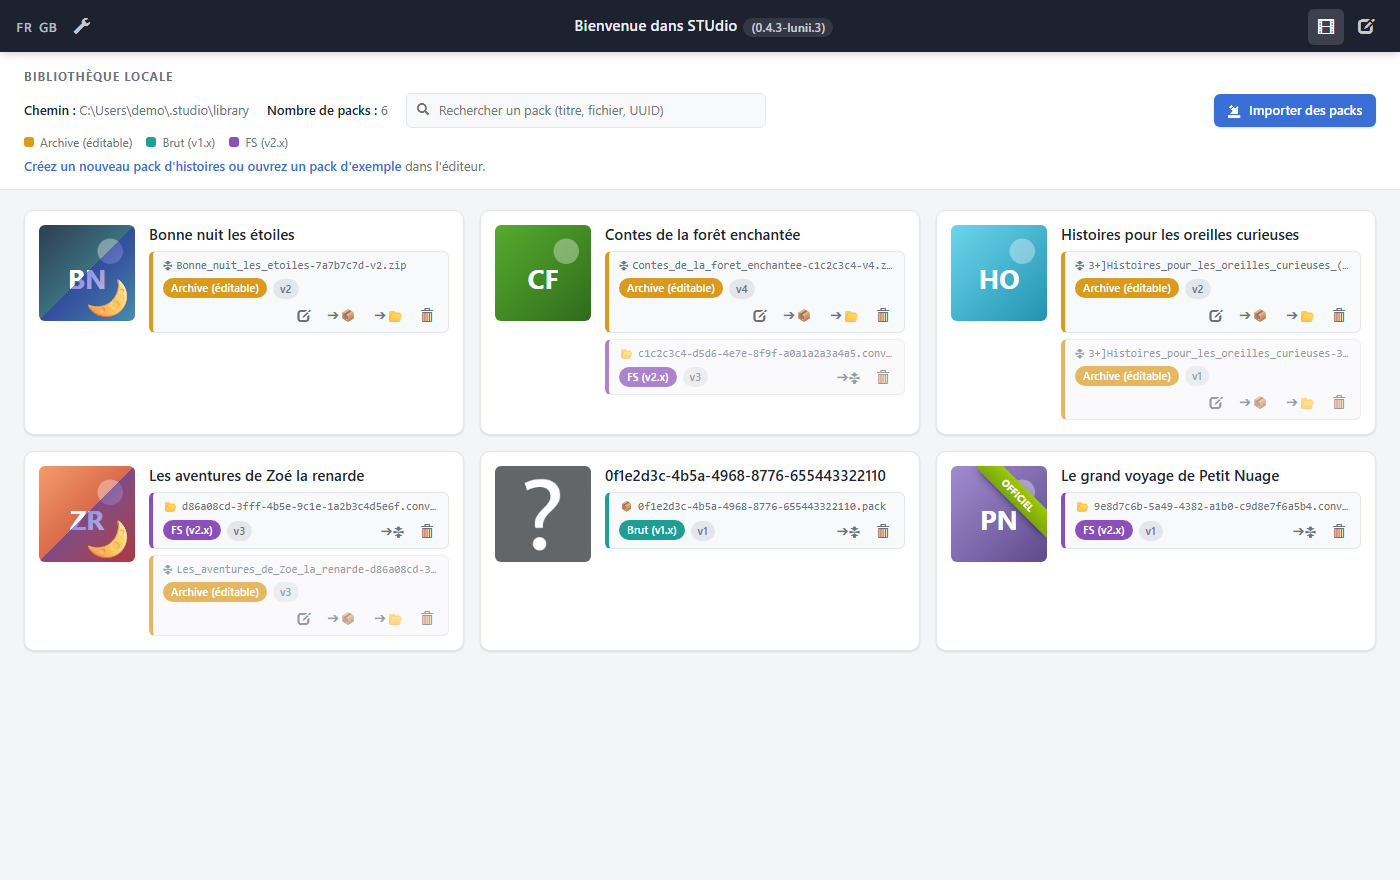 FR GB
Bienvenue dans STUdio (0.4.3-lunii.3)
BIBLIOTHÈQUE LOCALE
Chemin : C:\Users\demo\.studio\library Nombre de packs : 6 Rechercher un pack (titre, fichier, UUID) Importer des packs
Archive (éditable) Brut (v1.x) FS (v2.x)
Créez un nouveau pack d'histoires ou ouvrez un pack d'exemple dans l'éditeur.
BN
Bonne nuit les étoiles
Bonne_nuit_les_etoiles-7a7b7c7d-v2.zip
Archive (éditable) v2
CF
Contes de la forêt enchantée
Contes_de_la_foret_enchantee-c1c2c3c4-v4.z…
Archive (éditable) v4
c1c2c3c4-d5d6-4e7e-8f9f-a0a1a2a3a4a5.conv…
FS (v2.x) v3
HO
Histoires pour les oreilles curieuses
3+]Histoires_pour_les_oreilles_curieuses_(…
Archive (éditable) v2
3+]Histoires_pour_les_oreilles_curieuses-3…
Archive (éditable) v1
ZR
Les aventures de Zoé la renarde
d86a08cd-3fff-4b5e-9c1e-1a2b3c4d5e6f.conv…
FS (v2.x) v3
Les_aventures_de_Zoe_la_renarde-d86a08cd-3…
Archive (éditable) v3
?
0f1e2d3c-4b5a-4968-8776-655443322110
0f1e2d3c-4b5a-4968-8776-655443322110.pack
Brut (v1.x) v1
PN
OFFICIEL
Le grand voyage de Petit Nuage
9e8d7c6b-5a49-4382-a1b0-c9d8e7f6a5b4.conv…
FS (v2.x) v1